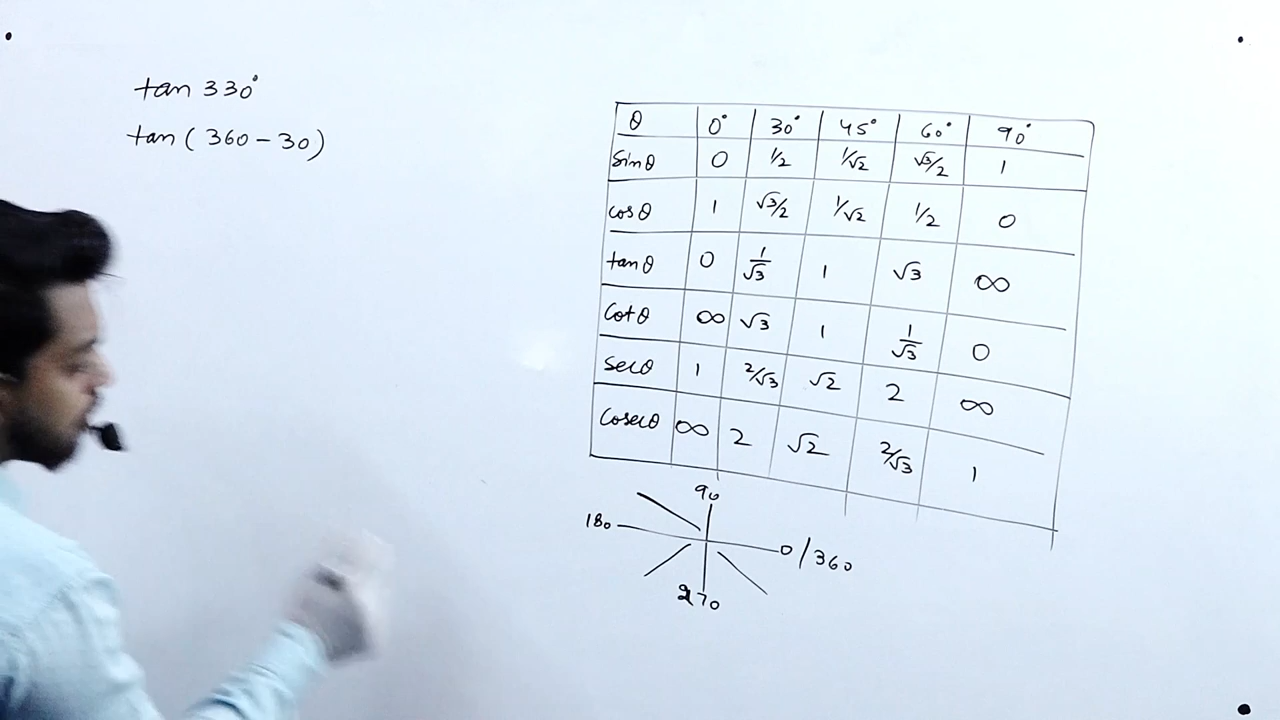 tan 330°
tan ( 360 – 30)
θ 0° 30° 45° 60° 90°
Sinθ 0 1/2 1/√2 √3/2 1
cosθ 1 √3/2 1/√2 1/2 0
tanθ 0 1/√3 1 √3 ∞
Cotθ ∞ √3 1 1/√3 0
Secθ 1 2/√3 √2 2 ∞
Cosecθ ∞ 2 √2 2/√3 1
90
180
0/360
270